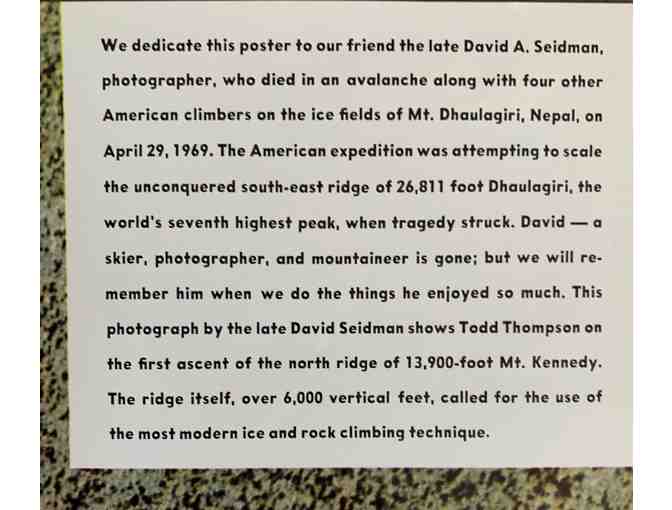 We dedicate this poster to our friend the late David A. Seidman,
photographer, who died in an avalanche along with four other
American climbers on the ice fields of Mt. Dhaulagiri, Nepal, on
April 29, 1969. The American expedition was attempting to scale
the unconquered south-east ridge of 26,811 foot Dhaulagiri, the
world's seventh highest peak, when tragedy struck. David — a
skier, photographer, and mountaineer is gone; but we will re-
member him when we do the things he enjoyed so much. This
photograph by the late David Seidman shows Todd Thompson on
the first ascent of the north ridge of 13,900-foot Mt. Kennedy.
The ridge itself, over 6,000 vertical feet, called for the use of
the most modern ice and rock climbing technique.